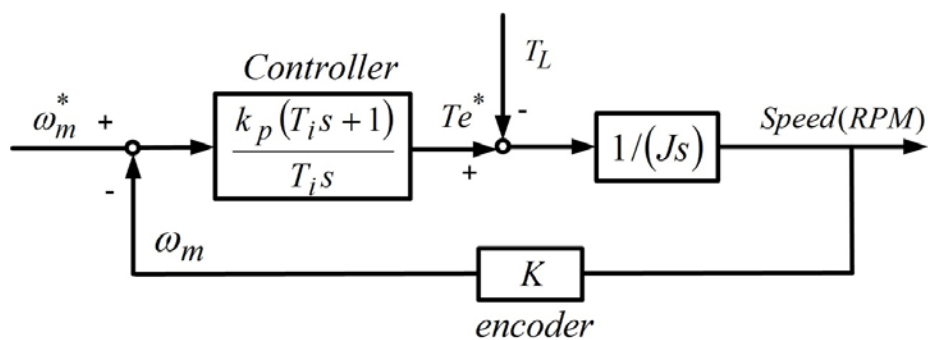 Controller
ω_m^* +
k_p(T_i s + 1)
T_i s
Te^*
+
T_L
-
1/(Js)
Speed(RPM)
-
ω_m
K
encoder